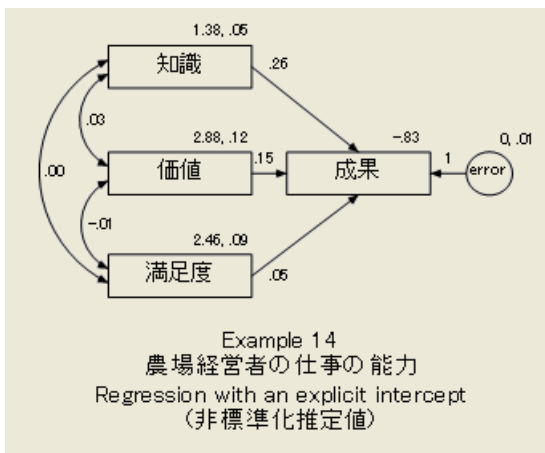 1.38, .05
知識
.26
.03
2.88, .12
-.83
0, .01
.00
価値
.15
成果
1
error
-.01
2.46, .09
満足度
.05
Example 14
農場経営者の仕事の能力
Regression with an explicit intercept
(非標準化推定値)